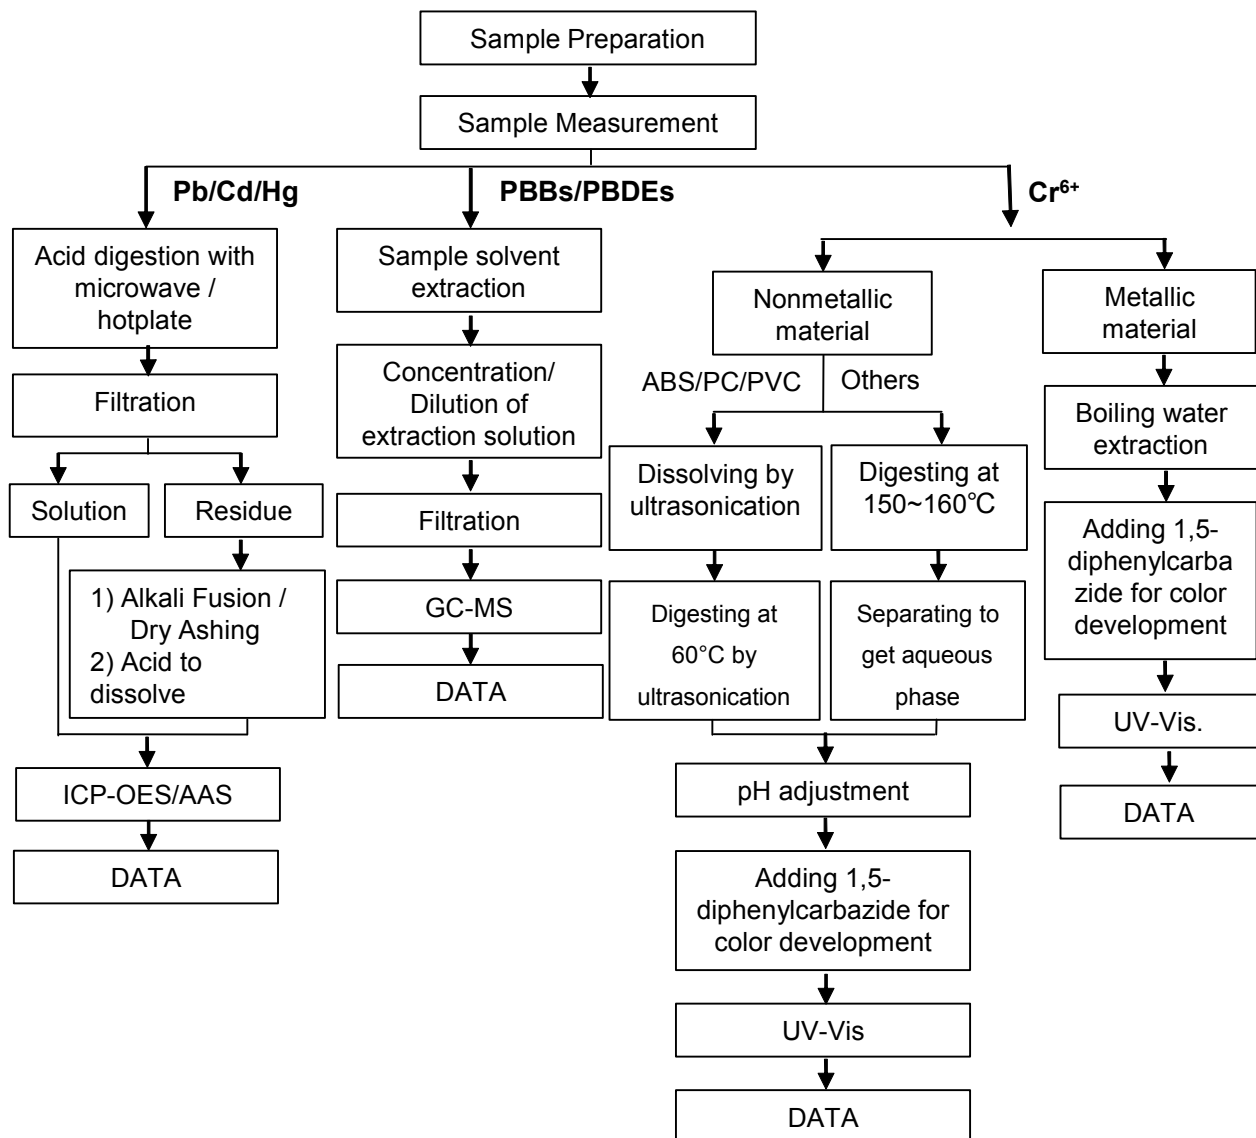 Sample Preparation
Sample Measurement
Pb/Cd/Hg
PBBs/PBDEs
Cr⁶⁺
Acid digestion with
microwave /
hotplate
Filtration
Solution
Residue
1) Alkali Fusion /
Dry Ashing
2) Acid to
dissolve
ICP-OES/AAS
DATA
Sample solvent
extraction
Concentration/
Dilution of
extraction solution
Filtration
GC-MS
DATA
Nonmetallic
material
ABS/PC/PVC
Others
Dissolving by
ultrasonication
Digesting at
60°C by
ultrasonication
Digesting at
150~160℃
Separating to
get aqueous
phase
pH adjustment
Adding 1,5-
diphenylcarbazide for
color development
UV-Vis
DATA
Metallic
material
Boiling water
extraction
Adding 1,5-
diphenylcarba
zide for color
development
UV-Vis.
DATA